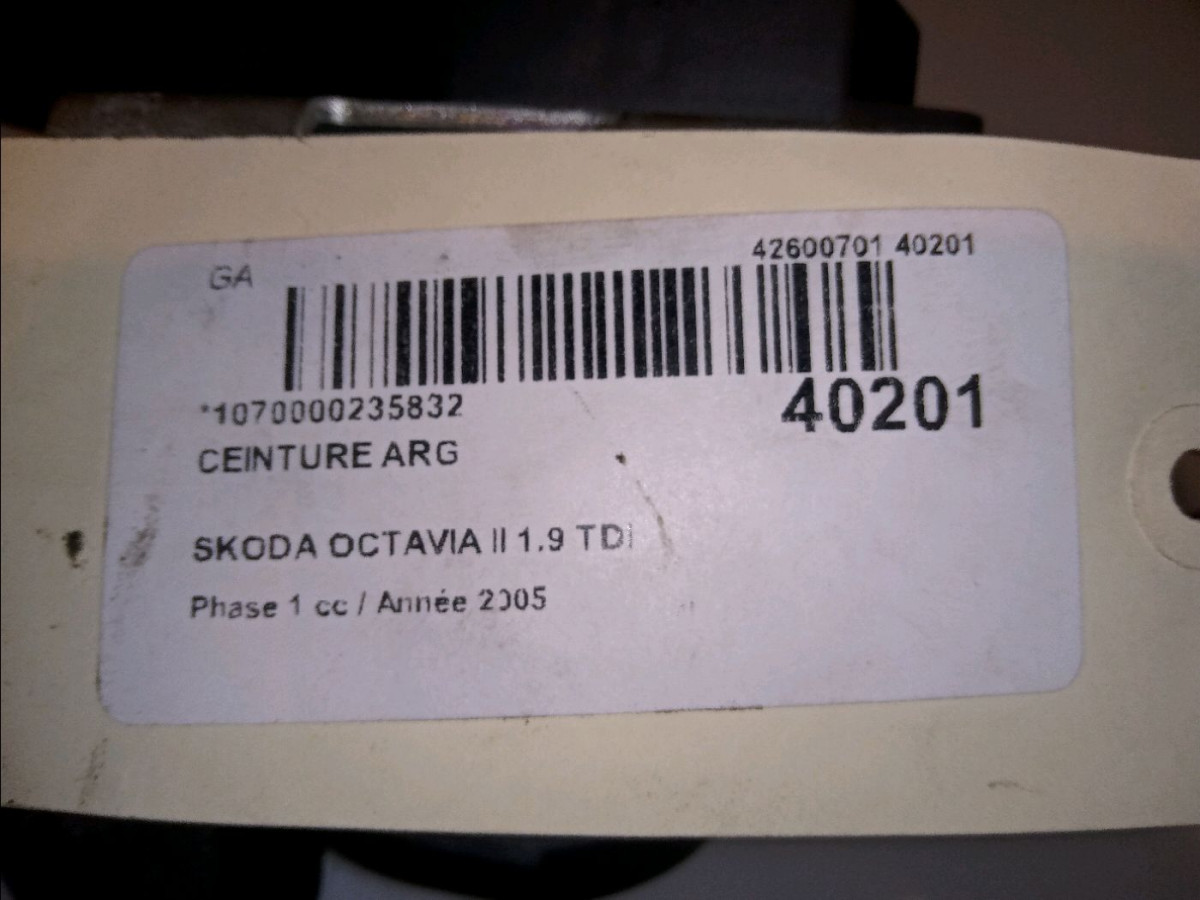 GA
42600701 40201
*1070000235832
40201
CEINTURE ARG
SKODA OCTAVIA II 1.9 TDI
Phase 1 cc / Année 2005